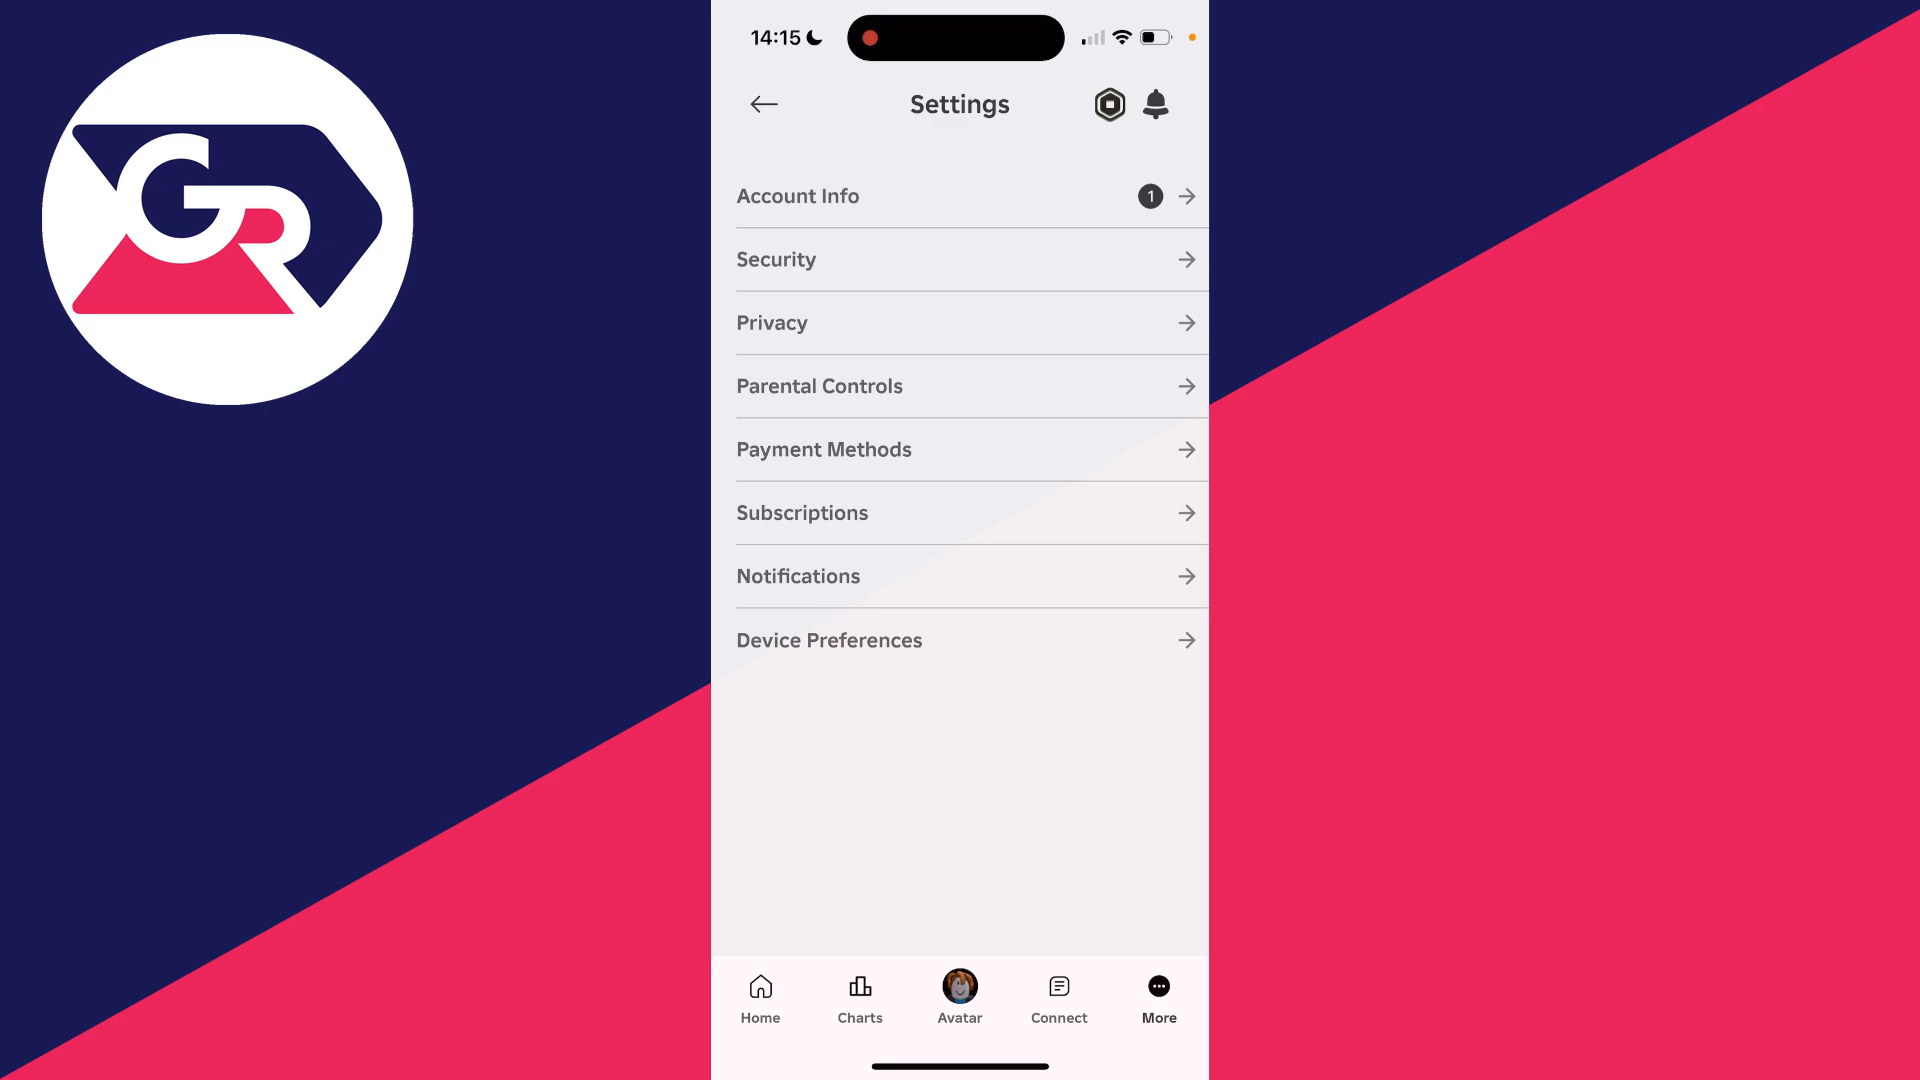 GR
14:15
Settings
Account Info 1
Security
Privacy
Parental Controls
Payment Methods
Subscriptions
Notifications
Device Preferences
Home Charts Avatar Connect More